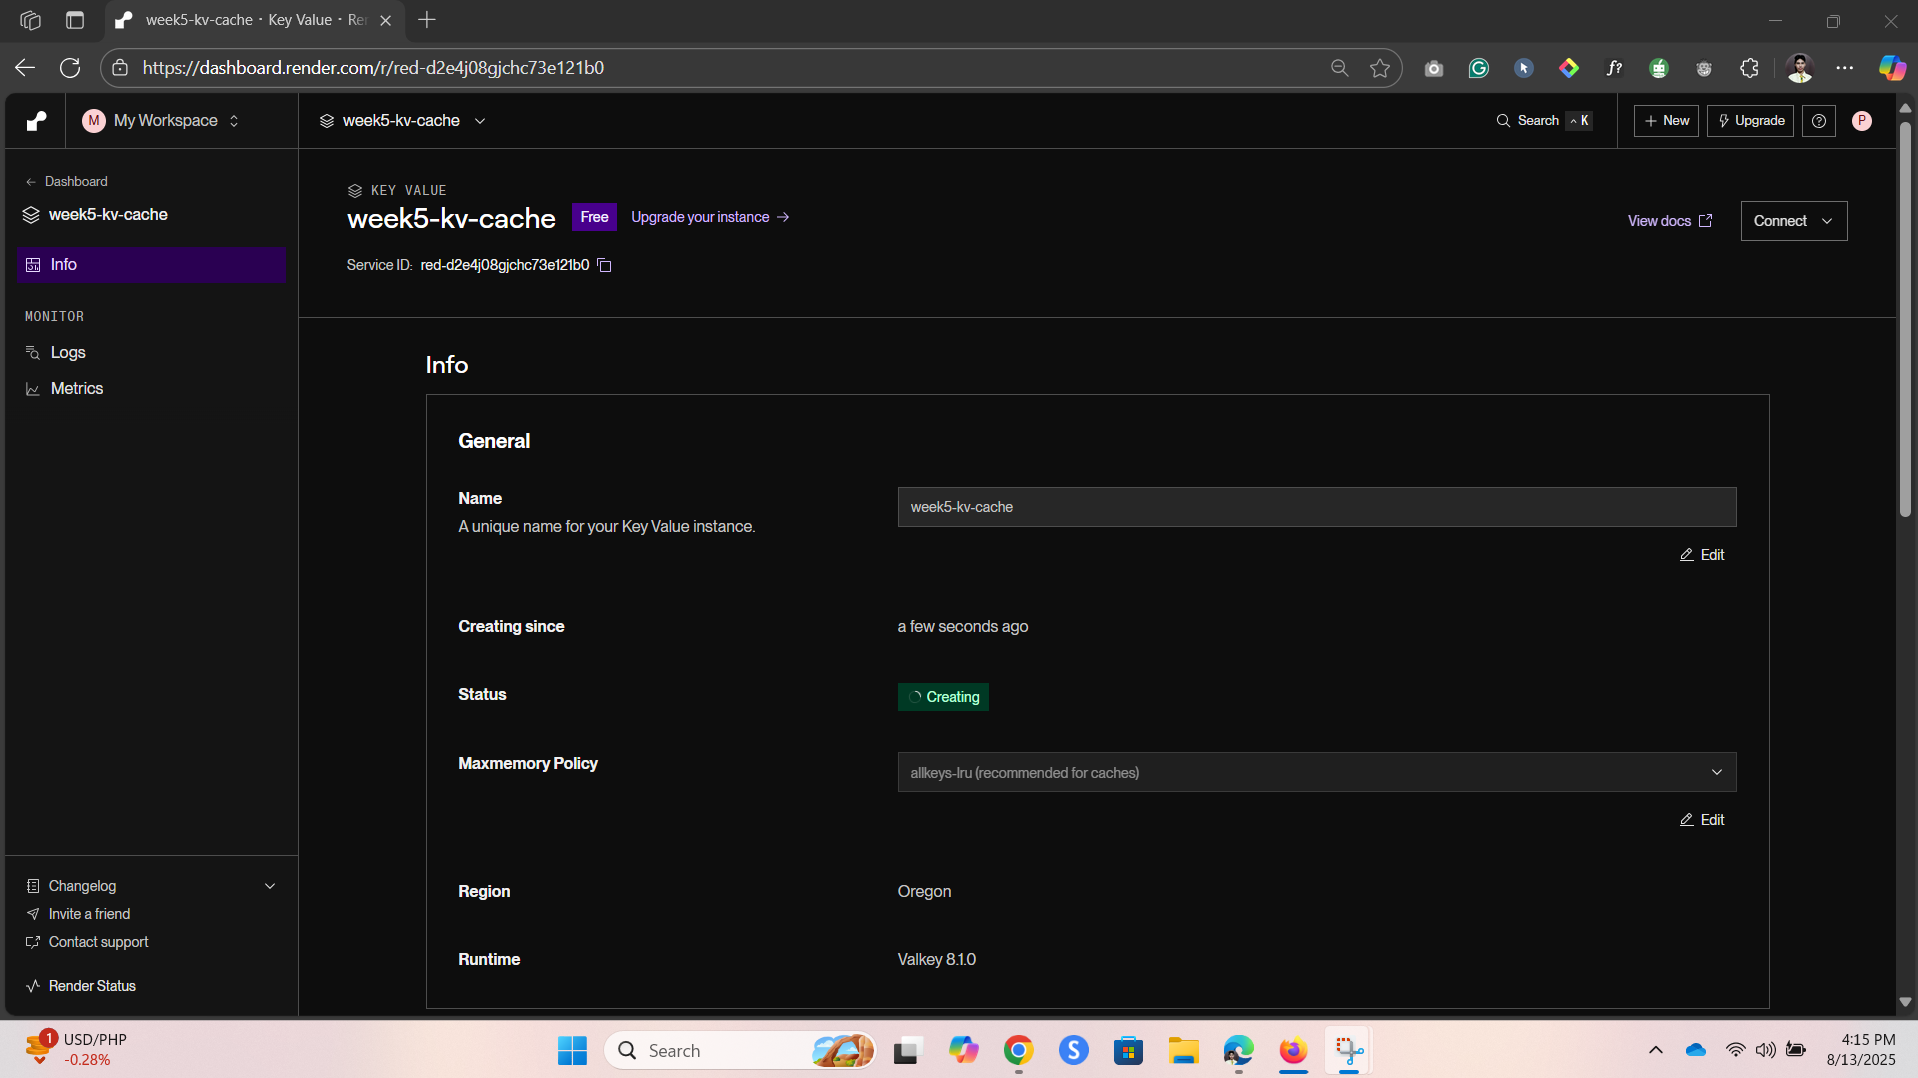 week5-kv-cache · Key Value · Re
https://dashboard.render.com/r/red-d2e4j08gjchc73e121b0
M My Workspace
week5-kv-cache
Search ^ K
+ New
Upgrade
P
← Dashboard
week5-kv-cache
Info
MONITOR
Logs
Metrics
Changelog
Invite a friend
Contact support
Render Status
KEY VALUE
week5-kv-cache Free Upgrade your instance →
Service ID: red-d2e4j08gjchc73e121b0
View docs
Connect
Info
General
Name
A unique name for your Key Value instance.
week5-kv-cache
Edit
Creating since a few seconds ago
Status Creating
Maxmemory Policy allkeys-lru (recommended for caches)
Edit
Region Oregon
Runtime Valkey 8.1.0
1 USD/PHP
-0.28%
Search
4:15 PM
8/13/2025